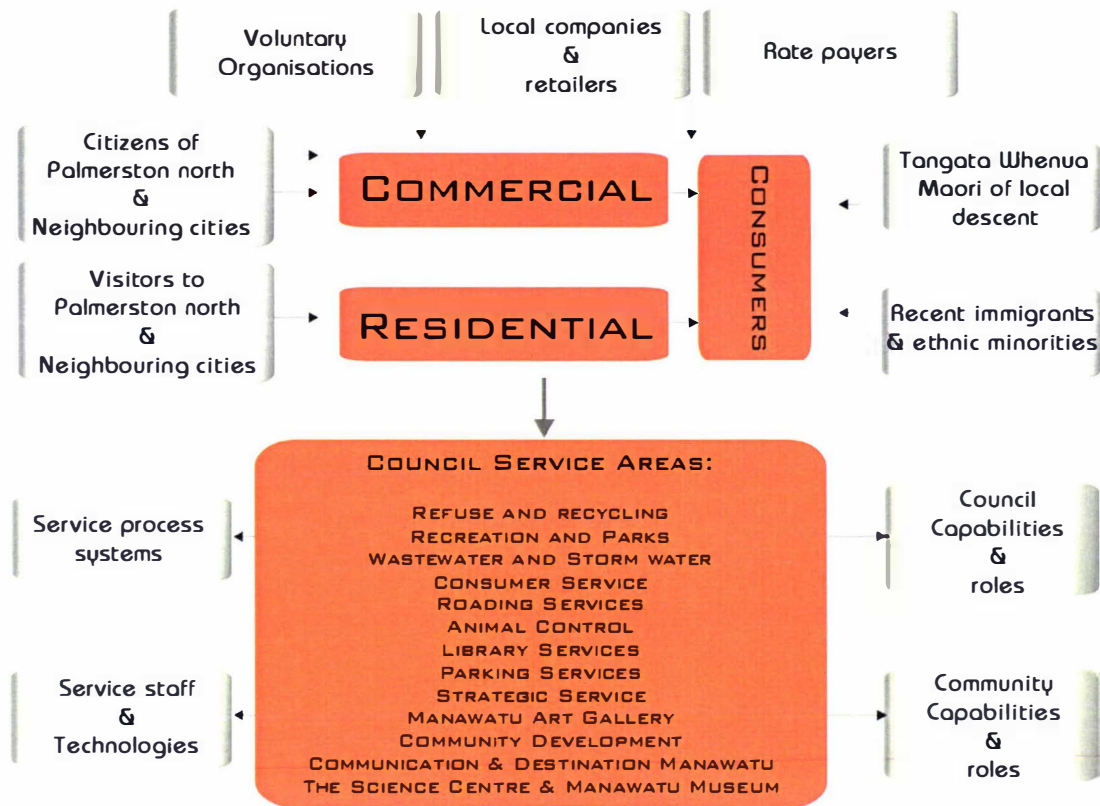 Voluntary
Organisations
Local companies
&
retailers
Rate payers
Citizens of
Palmerston north
&
Neighbouring cities
COMMERCIAL
CONSUMERS
Tangata Whenua
Maori of local
descent
Visitors to
Palmerston north
&
Neighbouring cities
RESIDENTIAL
Recent immigrants
& ethnic minorities
COUNCIL SERVICE AREAS:
REFUSE AND RECYCLING
RECREATION AND PARKS
WASTEWATER AND STORM WATER
CONSUMER SERVICE
ROADING SERVICES
ANIMAL CONTROL
LIBRARY SERVICES
PARKING SERVICES
STRATEGIC SERVICE
MANAWATU ART GALLERY
COMMUNITY DEVELOPMENT
COMMUNICATION & DESTINATION MANAWATU
THE SCIENCE CENTRE & MANAWATU MUSEUM
Service process
systems
Council
Capabilities
&
roles
Service staff
&
Technologies
Community
Capabilities
&
roles